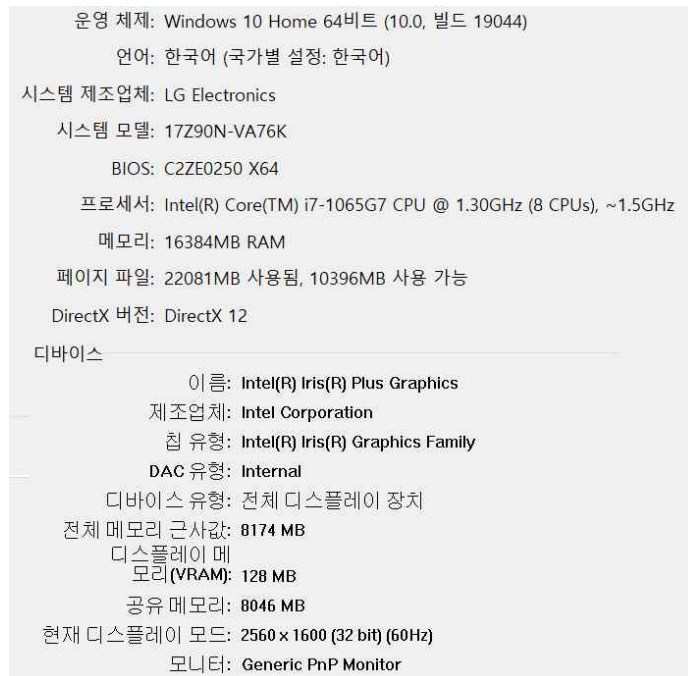 운영 체제: Windows 10 Home 64비트 (10.0, 빌드 19044)
언어: 한국어 (국가별 설정: 한국어)
시스템 제조업체: LG Electronics
시스템 모델: 17Z90N-VA76K
BIOS: C2ZE0250 X64
프로세서: Intel(R) Core(TM) i7-1065G7 CPU @ 1.30GHz (8 CPUs), ~1.5GHz
메모리: 16384MB RAM
페이지 파일: 22081MB 사용됨, 10396MB 사용 가능
DirectX 버전: DirectX 12
디바이스
이름: Intel(R) Iris(R) Plus Graphics
제조업체: Intel Corporation
칩 유형: Intel(R) Iris(R) Graphics Family
DAC 유형: Internal
디바이스 유형: 전체 디스플레이 장치
전체 메모리 근사값: 8174 MB
디스플레이 메
모리(VRAM): 128 MB
공유 메모리: 8046 MB
현재 디스플레이 모드: 2560 x 1600 (32 bit) (60Hz)
모니터: Generic PnP Monitor